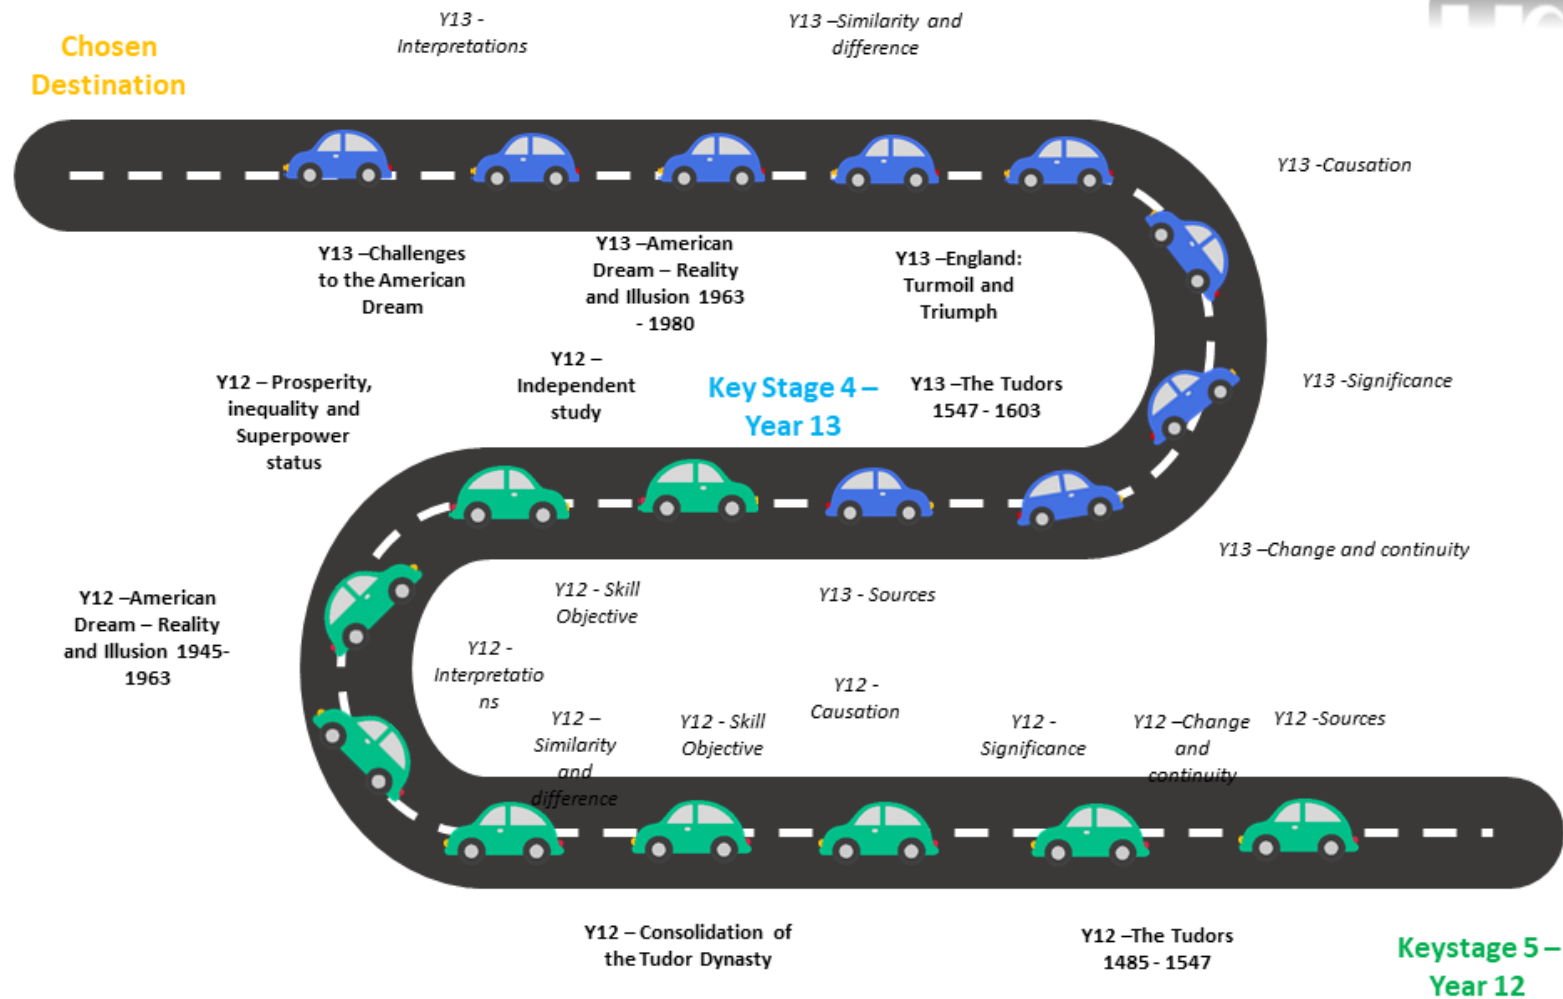 Y13 -
Interpretations
Y13 –Similarity and
difference
Chosen
Destination
Y13 -Causation
Y13 –Challenges
to the American
Dream
Y13 –American
Dream – Reality
and Illusion 1963
- 1980
Y13 –England:
Turmoil and
Triumph
Y12 – Prosperity,
inequality and
Superpower
status
Y12 –
Independent
study
Key Stage 4 –
Year 13
Y13 –The Tudors
1547 - 1603
Y13 -Significance
Y13 –Change and continuity
Y12 –American
Dream – Reality
and Illusion 1945-
1963
Y12 - Skill
Objective
Y13 - Sources
Y12 -
Interpretatio
ns
Y12 –
Similarity
and
difference
Y12 - Skill
Objective
Y12 -
Causation
Y12 -
Significance
Y12 –Change
and
continuity
Y12 -Sources
Y12 – Consolidation of
the Tudor Dynasty
Y12 –The Tudors
1485 - 1547
Keystage 5 –
Year 12